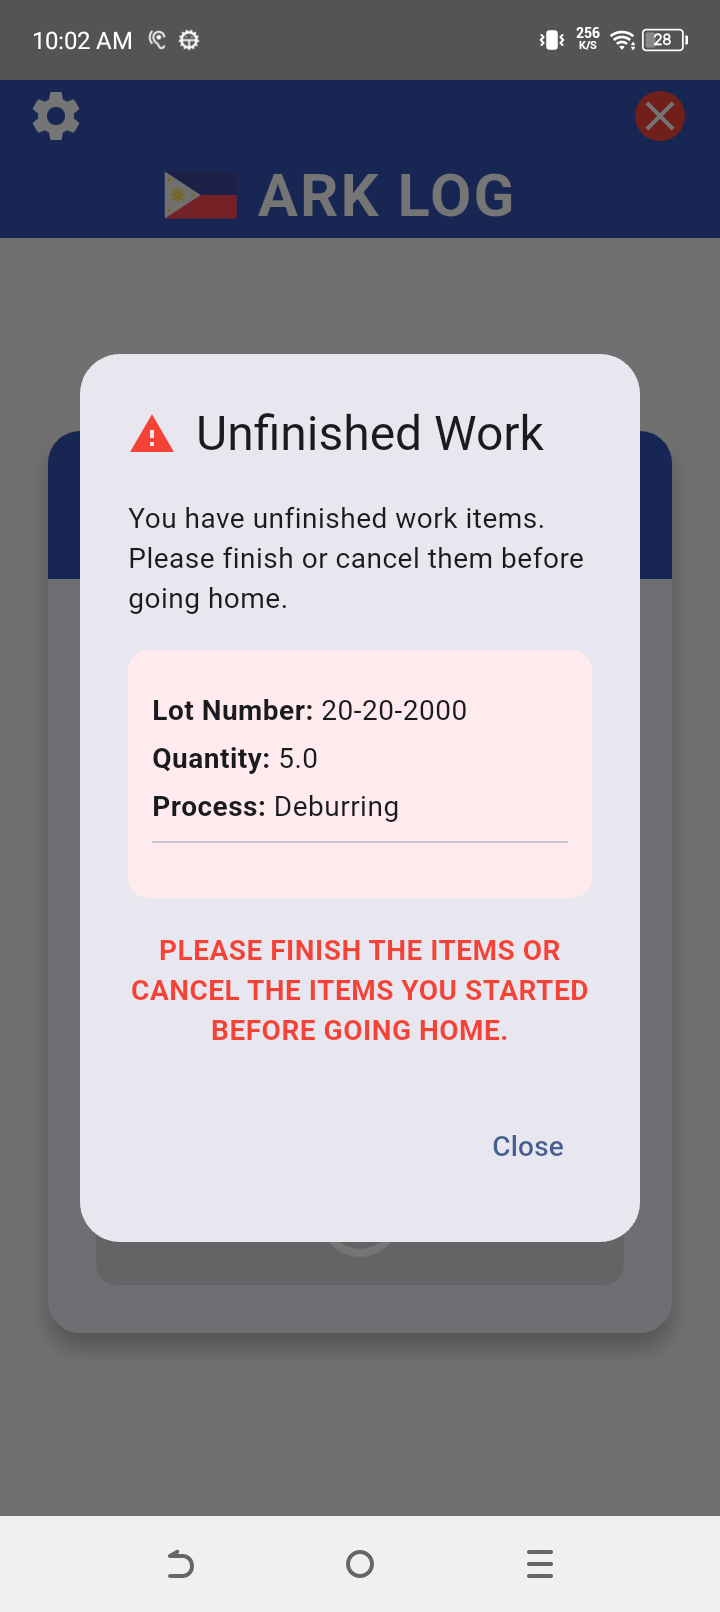 10:02 AM
256
K/S
28
ARK LOG
Unfinished Work
You have unfinished work items.
Please finish or cancel them before
going home.
Lot Number: 20-20-2000
Quantity: 5.0
Process: Deburring
PLEASE FINISH THE ITEMS OR
CANCEL THE ITEMS YOU STARTED
BEFORE GOING HOME.
Close